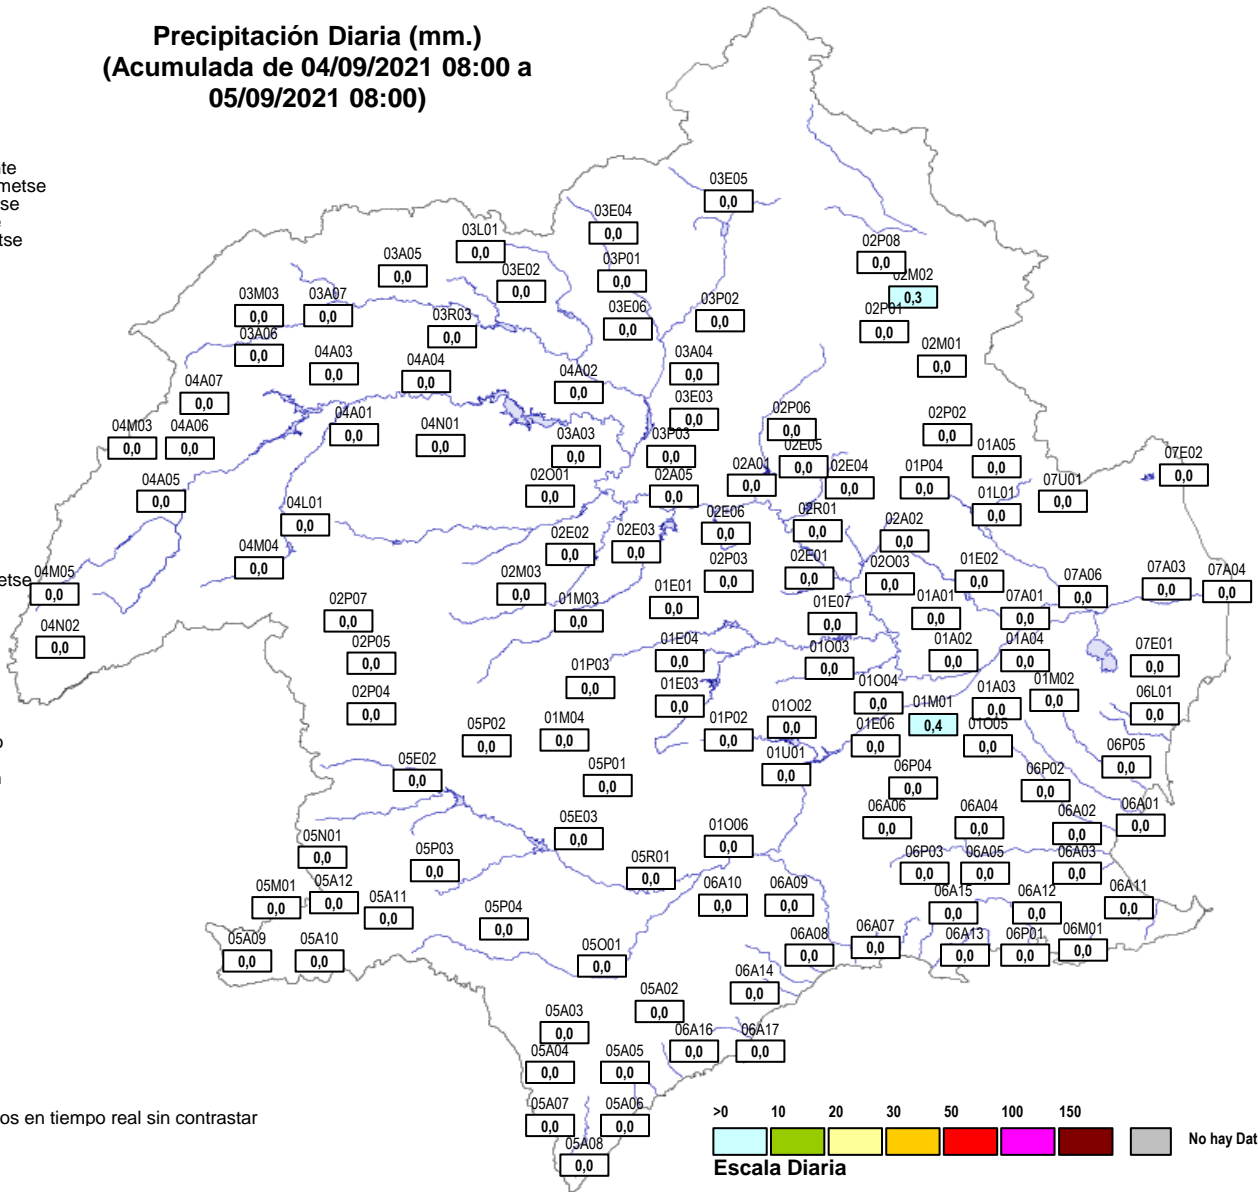 Precipitación Diaria (mm.)
(Acumulada de 04/09/2021 08:00 a
05/09/2021 08:00)
metse
03E05
0,0
03E04
0,0
03L01
0,0
03A05
0,0
03P01
0,0
03E02
0,0
02P08
0,0
02M02
0,3
03M03
0,0
03A07
0,0
03R03
0,0
03E06
0,0
03P02
0,0
02P01
0,0
03A06
0,0
04A03
0,0
04A04
0,0
04A02
0,0
03A04
0,0
02M01
0,0
04A07
0,0
03E03
0,0
04A01
0,0
04N01
0,0
04M03
0,0
04A06
0,0
03A03
0,0
03P03
0,0
02P06
0,0
02E05
0,0
02P02
0,0
01A05
0,0
07E02
0,0
04A05
0,0
02O01
0,0
02A05
0,0
02A01
0,0
02E04
0,0
01P04
0,0
01L01
0,0
07U01
0,0
04L01
0,0
02E06
0,0
02R01
0,0
02A02
0,0
04M04
0,0
02E02
0,0
02E03
0,0
02P03
0,0
02E01
0,0
02O03
0,0
01E02
0,0
07A06
0,0
07A03
0,0
07A04
0,0
metse
04M05
0,0
02M03
0,0
01M03
0,0
01E01
0,0
01E07
0,0
01A01
0,0
07A01
0,0
04N02
0,0
02P07
0,0
02P05
0,0
01E04
0,0
01O03
0,0
01A02
0,0
01A04
0,0
07E01
0,0
01P03
0,0
01E03
0,0
01O04
0,0
01M01
0,4
01A03
0,0
01M02
0,0
06L01
0,0
02P04
0,0
05P02
0,0
01M04
0,0
01P02
0,0
01O02
0,0
01E06
0,0
01O05
0,0
05E02
0,0
05P01
0,0
01U01
0,0
06P04
0,0
06P02
0,0
06P05
0,0
05N01
0,0
05P03
0,0
05E03
0,0
01O06
0,0
06A06
0,0
06A04
0,0
06A02
0,0
06A01
0,0
05R01
0,0
06P03
0,0
06A05
0,0
06A03
0,0
05M01
0,0
05A12
0,0
05A11
0,0
06A10
0,0
06A09
0,0
06A15
0,0
06A12
0,0
06A11
0,0
05A09
0,0
05A10
0,0
05P04
0,0
05O01
0,0
06A08
0,0
06A07
0,0
06A13
0,0
06P01
0,0
06M01
0,0
06A14
0,0
05A02
0,0
05A03
0,0
06A16
0,0
06A17
0,0
05A04
0,0
05A05
0,0
05A07
0,0
05A06
0,0
05A08
0,0
os en tiempo real sin contrastar
>0 10 20 30 50 100 150
No hay Dat
Escala Diaria